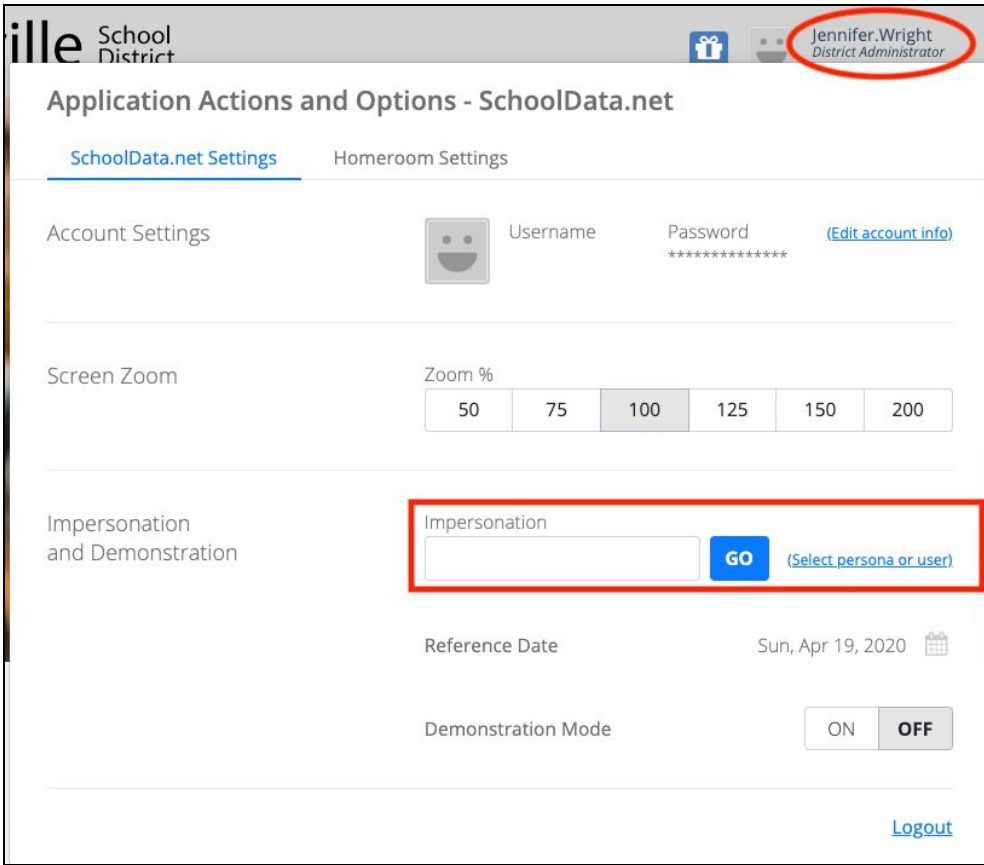 ille School
District
Jennifer.Wright
District Administrator
Application Actions and Options - SchoolData.net
SchoolData.net Settings Homeroom Settings
Account Settings
Username Password (Edit account info)
**************
Screen Zoom
Zoom %
50 75 100 125 150 200
Impersonation
and Demonstration
Impersonation
GO (Select persona or user)
Reference Date Sun, Apr 19, 2020
Demonstration Mode ON OFF
Logout